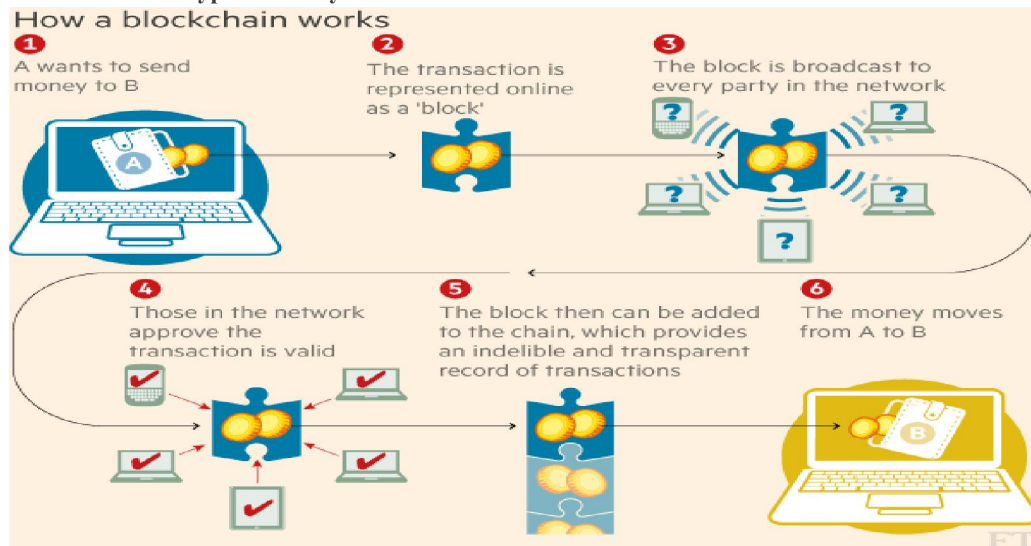 How a blockchain works
1
A wants to send
money to B
2
The transaction is
represented online
as a 'block'
3
The block is broadcast to
every party in the network
A
?
?
?
?
?
4
Those in the network
approve the
transaction is valid
5
The block then can be added
to the chain, which provides
an indelible and transparent
record of transactions
6
The money moves
from A to B
B
FT